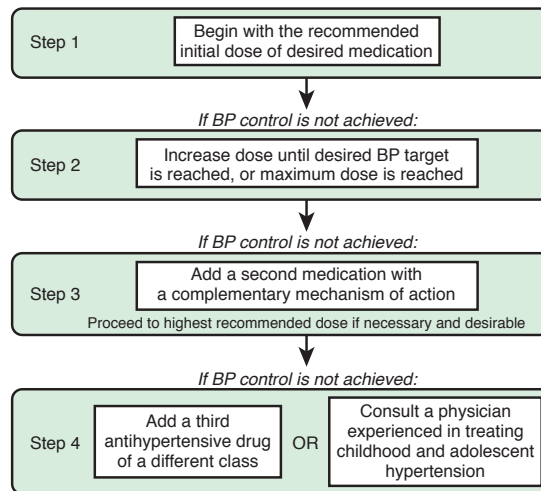 Step 1
Begin with the recommended
initial dose of desired medication
If BP control is not achieved:
Step 2
Increase dose until desired BP target
is reached, or maximum dose is reached
If BP control is not achieved:
Step 3
Add a second medication with
a complementary mechanism of action
Proceed to highest recommended dose if necessary and desirable
If BP control is not achieved:
Step 4
Add a third
antihypertensive drug
of a different class
OR
Consult a physician
experienced in treating
childhood and adolescent
hypertension